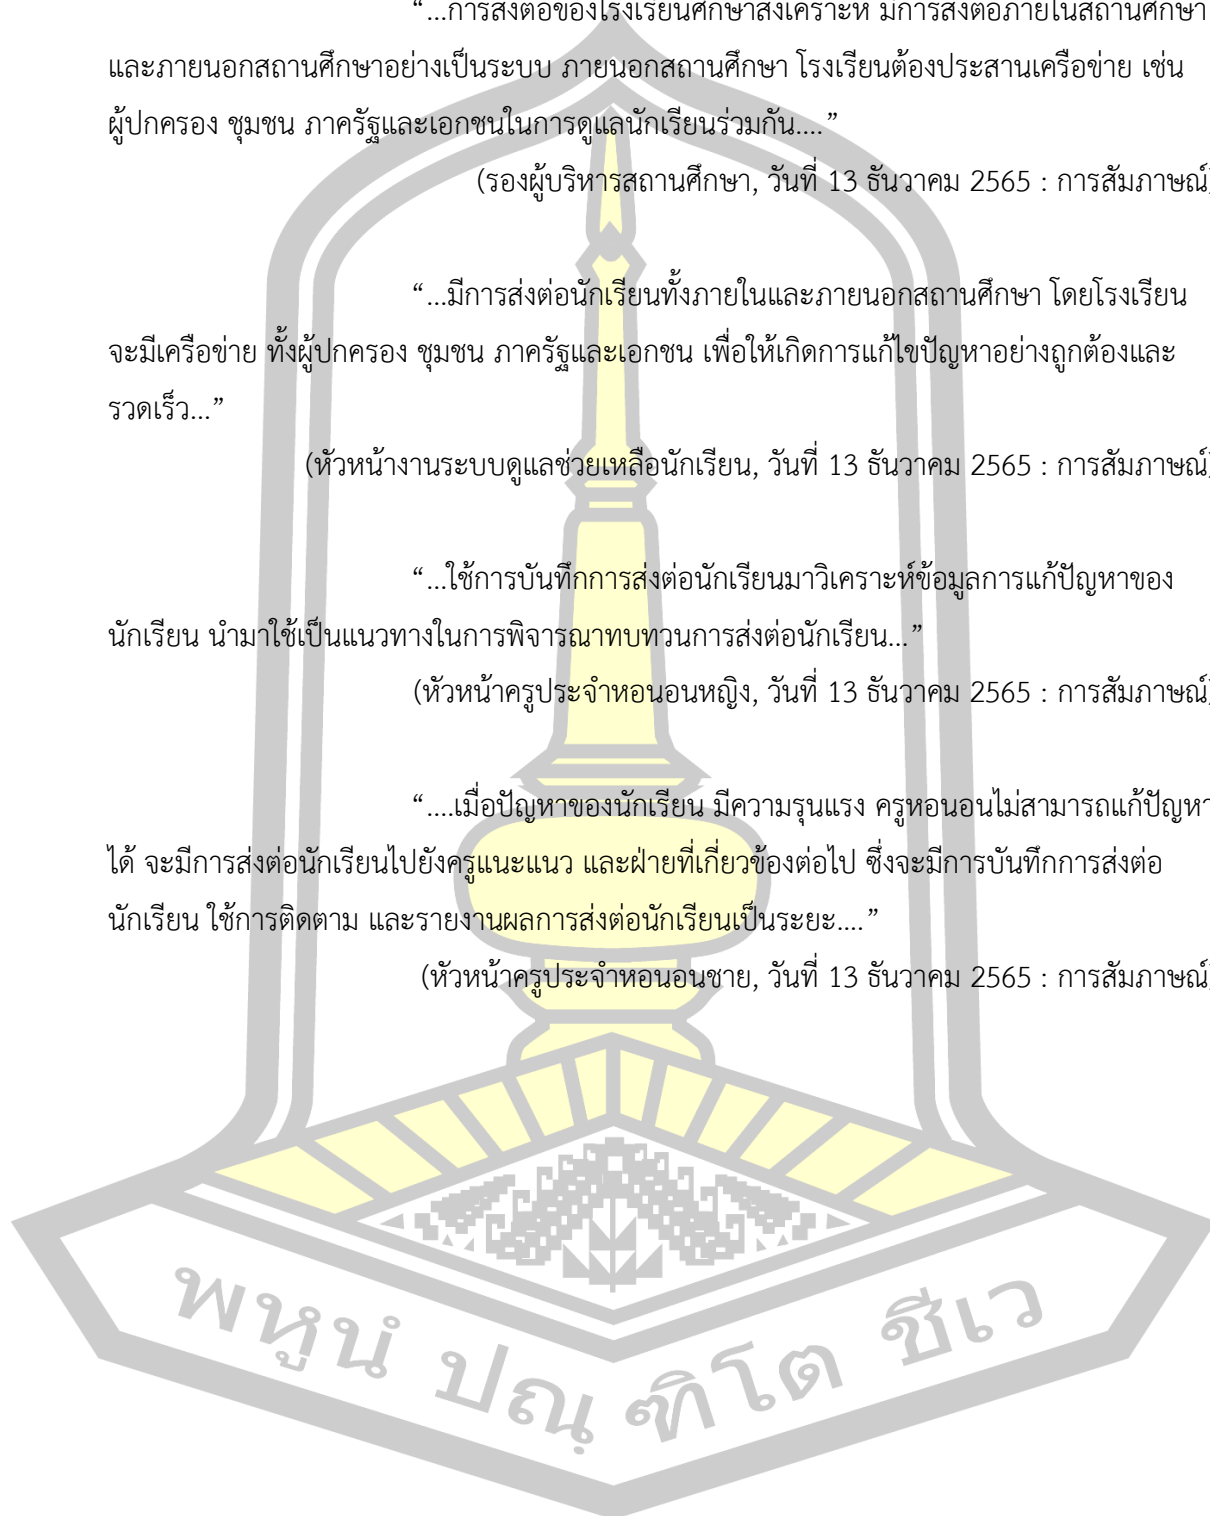 “...การส่งต่อของโรงเรียนศึกษาสงเคราะห์ มีการส่งต่อภายในสถานศึกษา
และภายนอกสถานศึกษาอย่างเป็นระบบ ภายนอกสถานศึกษา โรงเรียนต้องประสานเครือข่าย เช่น
ผู้ปกครอง ชุมชน ภาครัฐและเอกชนในการดูแลนักเรียนร่วมกัน....”
(รองผู้บริหารสถานศึกษา, วันที่ 13 ธันวาคม 2565 : การสัมภาษณ์)
“...มีการส่งต่อนักเรียนทั้งภายในและภายนอกสถานศึกษา โดยโรงเรียน
จะมีเครือข่าย ทั้งผู้ปกครอง ชุมชน ภาครัฐและเอกชน เพื่อให้เกิดการแก้ไขปัญหาอย่างถูกต้องและ
รวดเร็ว...”
(หัวหน้างานระบบดูแลช่วยเหลือนักเรียน, วันที่ 13 ธันวาคม 2565 : การสัมภาษณ์)
“...ใช้การบันทึกการส่งต่อนักเรียนมาวิเคราะห์ข้อมูลการแก้ปัญหาของ
นักเรียน นำมาใช้เป็นแนวทางในการพิจารณาทบทวนการส่งต่อนักเรียน...”
(หัวหน้าครูประจำหอนอนหญิง, วันที่ 13 ธันวาคม 2565 : การสัมภาษณ์)
“....เมื่อปัญหาของนักเรียน มีความรุนแรง ครูหอนอนไม่สามารถแก้ปัญหา
ได้ จะมีการส่งต่อนักเรียนไปยังครูแนะแนว และฝ่ายที่เกี่ยวข้องต่อไป ซึ่งจะมีการบันทึกการส่งต่อ
นักเรียน ใช้การติดตาม และรายงานผลการส่งต่อนักเรียนเป็นระยะ....”
(หัวหน้าครูประจำหอนอนชาย, วันที่ 13 ธันวาคม 2565 : การสัมภาษณ์)
พหูนํ ปณฺฑิโต ชีเว